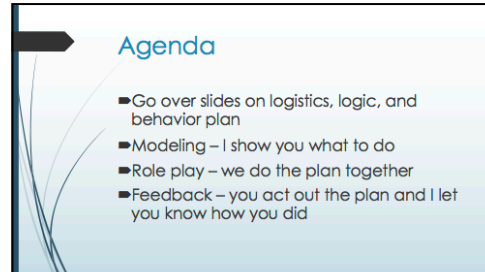 Agenda
➨Go over slides on logistics, logic, and
behavior plan
➨Modeling – I show you what to do
➨Role play – we do the plan together
➨Feedback – you act out the plan and I let
you know how you did